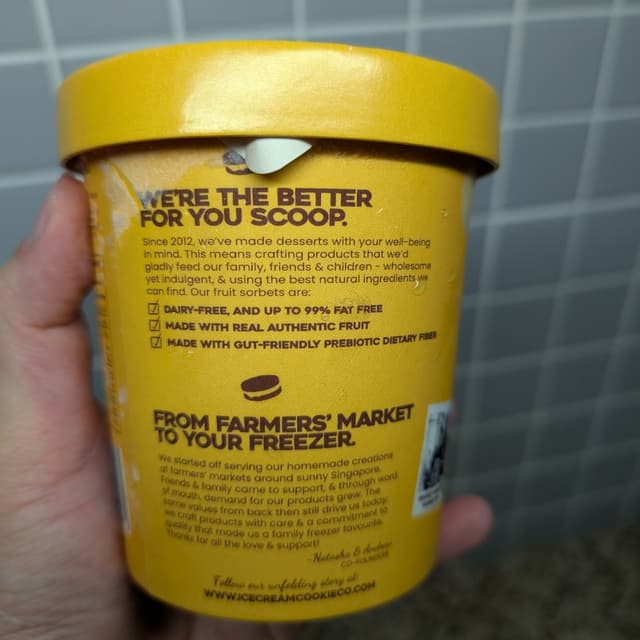 WE'RE THE BETTER
FOR YOU SCOOP.
Since 2012, we've made desserts with your well-being
in mind. This means crafting products that we'd
gladly feed our family, friends & children - wholesome
yet indulgent, & using the best natural ingredients we
can find. Our fruit sorbets are:
DAIRY-FREE, AND UP TO 99% FAT FREE
MADE WITH REAL AUTHENTIC FRUIT
MADE WITH GUT-FRIENDLY PREBIOTIC DIETARY FIBER
FROM FARMERS' MARKET
TO YOUR FREEZER.
We started off serving our homemade creations
at farmers' markets around sunny Singapore.
Friends & family came to support, & through word
of mouth, demand for our products grew. The
same values from back then still drive us today:
we craft products with care & a commitment to
quality that made us a family freezer favourite.
Thanks for all the love & support!
-Natasha & Andrew
CO-FOUNDERS
Follow our unfolding story at:
WWW.ICECREAMCOOKIECO.COM